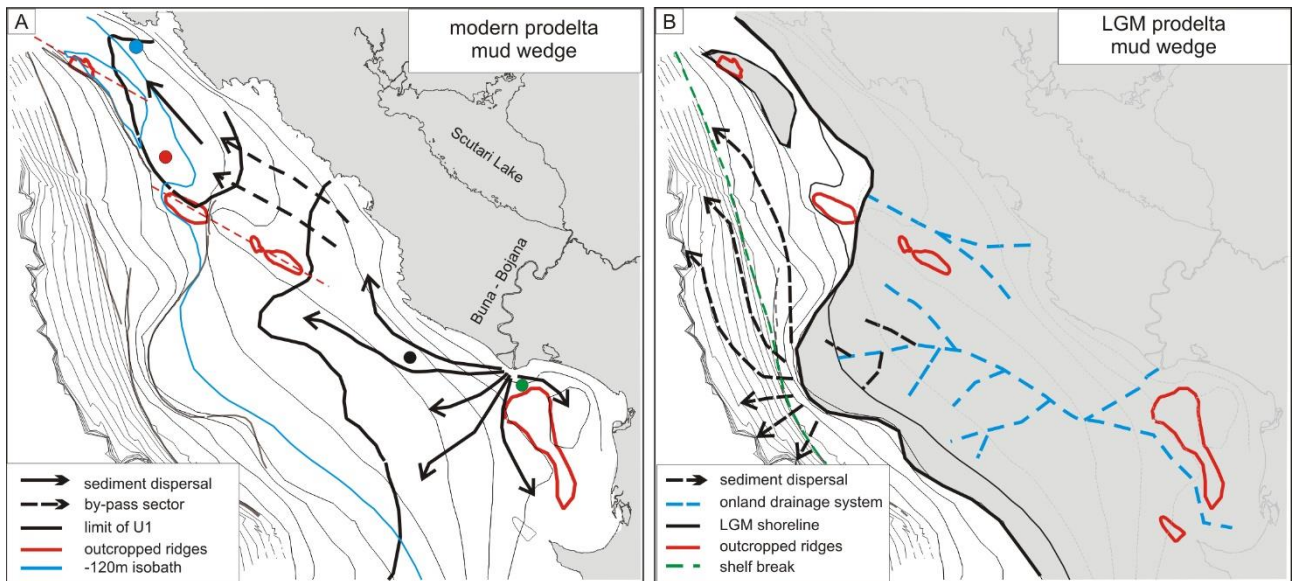 A
modern prodelta
mud wedge
Scutari Lake
Buna - Bojana
sediment dispersal
by-pass sector
limit of U1
outcropped ridges
-120m isobath
B
LGM prodelta
mud wedge
sediment dispersal
onland drainage system
LGM shoreline
outcropped ridges
shelf break